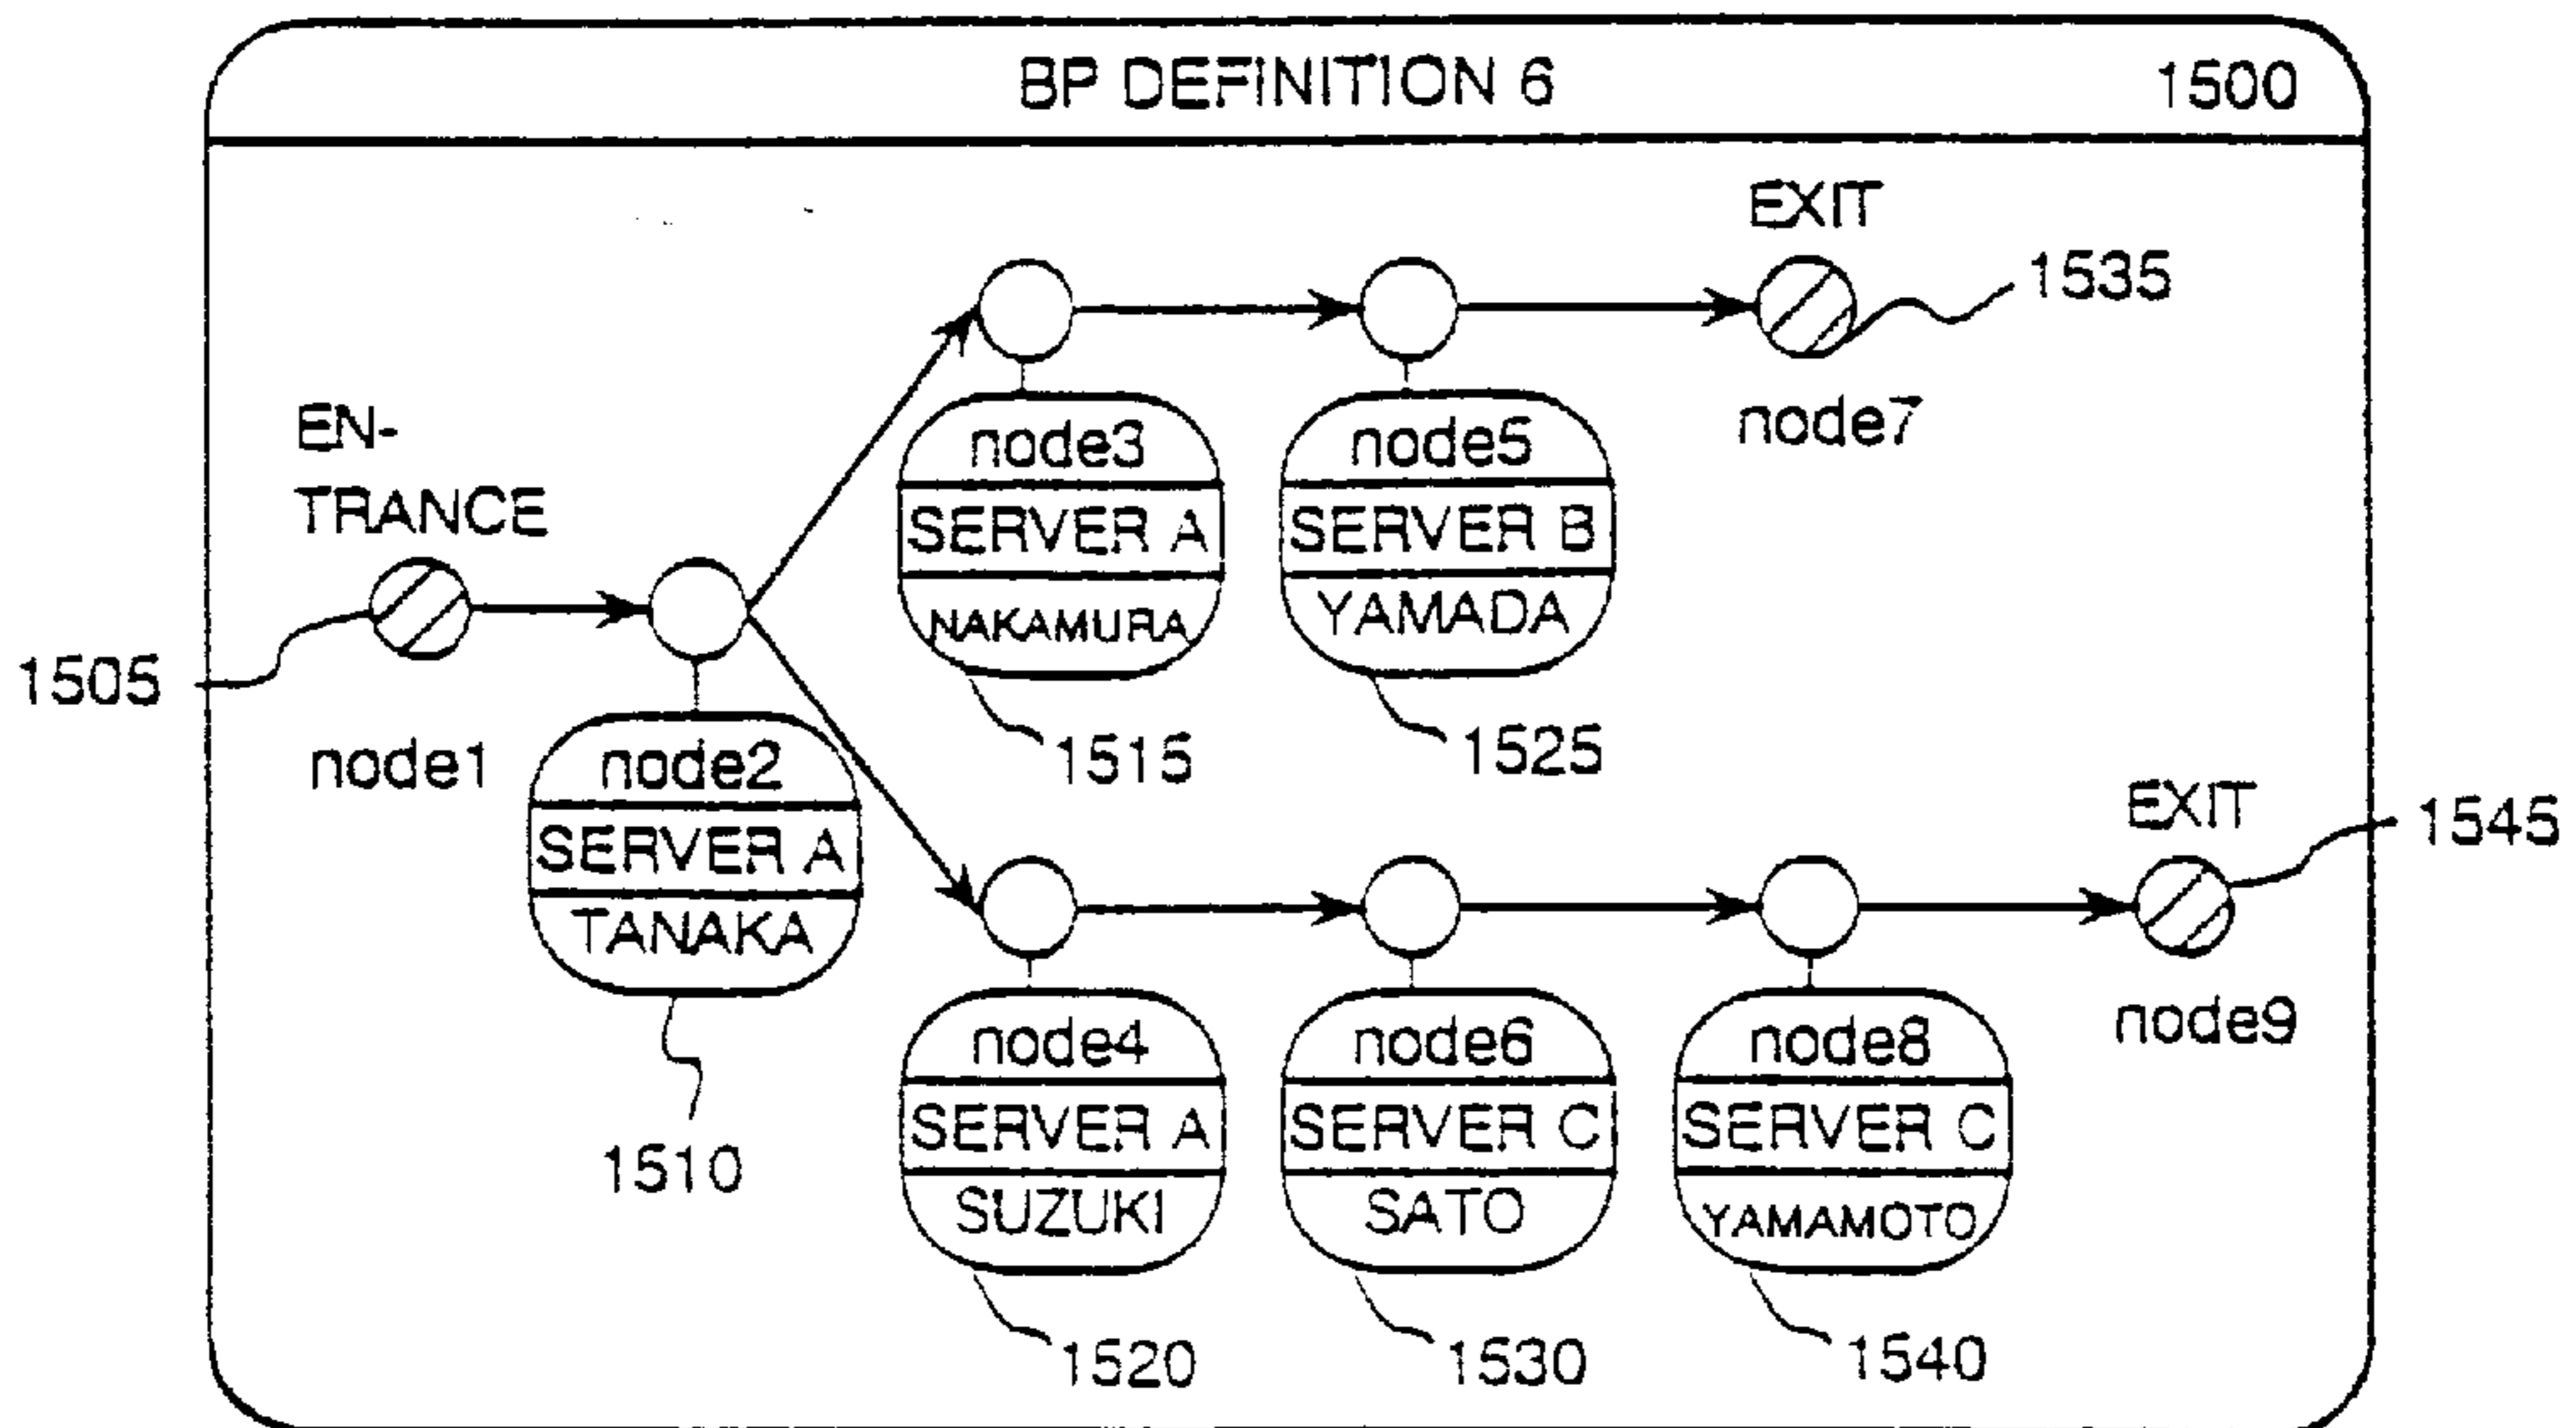 BP DEFINITION 6 1500
EXIT
1535
node7
EN-
TRANCE
1505
node1
node3
SERVER A
NAKAMURA
1515
node5
SERVER B
YAMADA
1525
node2
SERVER A
TANAKA
1510
EXIT
1545
node9
node4
SERVER A
SUZUKI
1520
node6
SERVER C
SATO
1530
node8
SERVER C
YAMAMOTO
1540